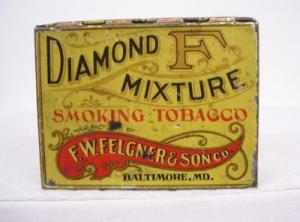 DIAMOND F
MIXTURE
SMOKING TOBACCO
MANUFACTURED BY
F.W.FELGNER & SON CO.
BALTIMORE, MD.